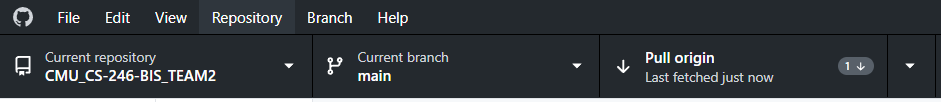 File Edit View Repository Branch Help
Current repository
CMU_CS-246-BIS_TEAM2
Current branch
main
Pull origin
Last fetched just now
1